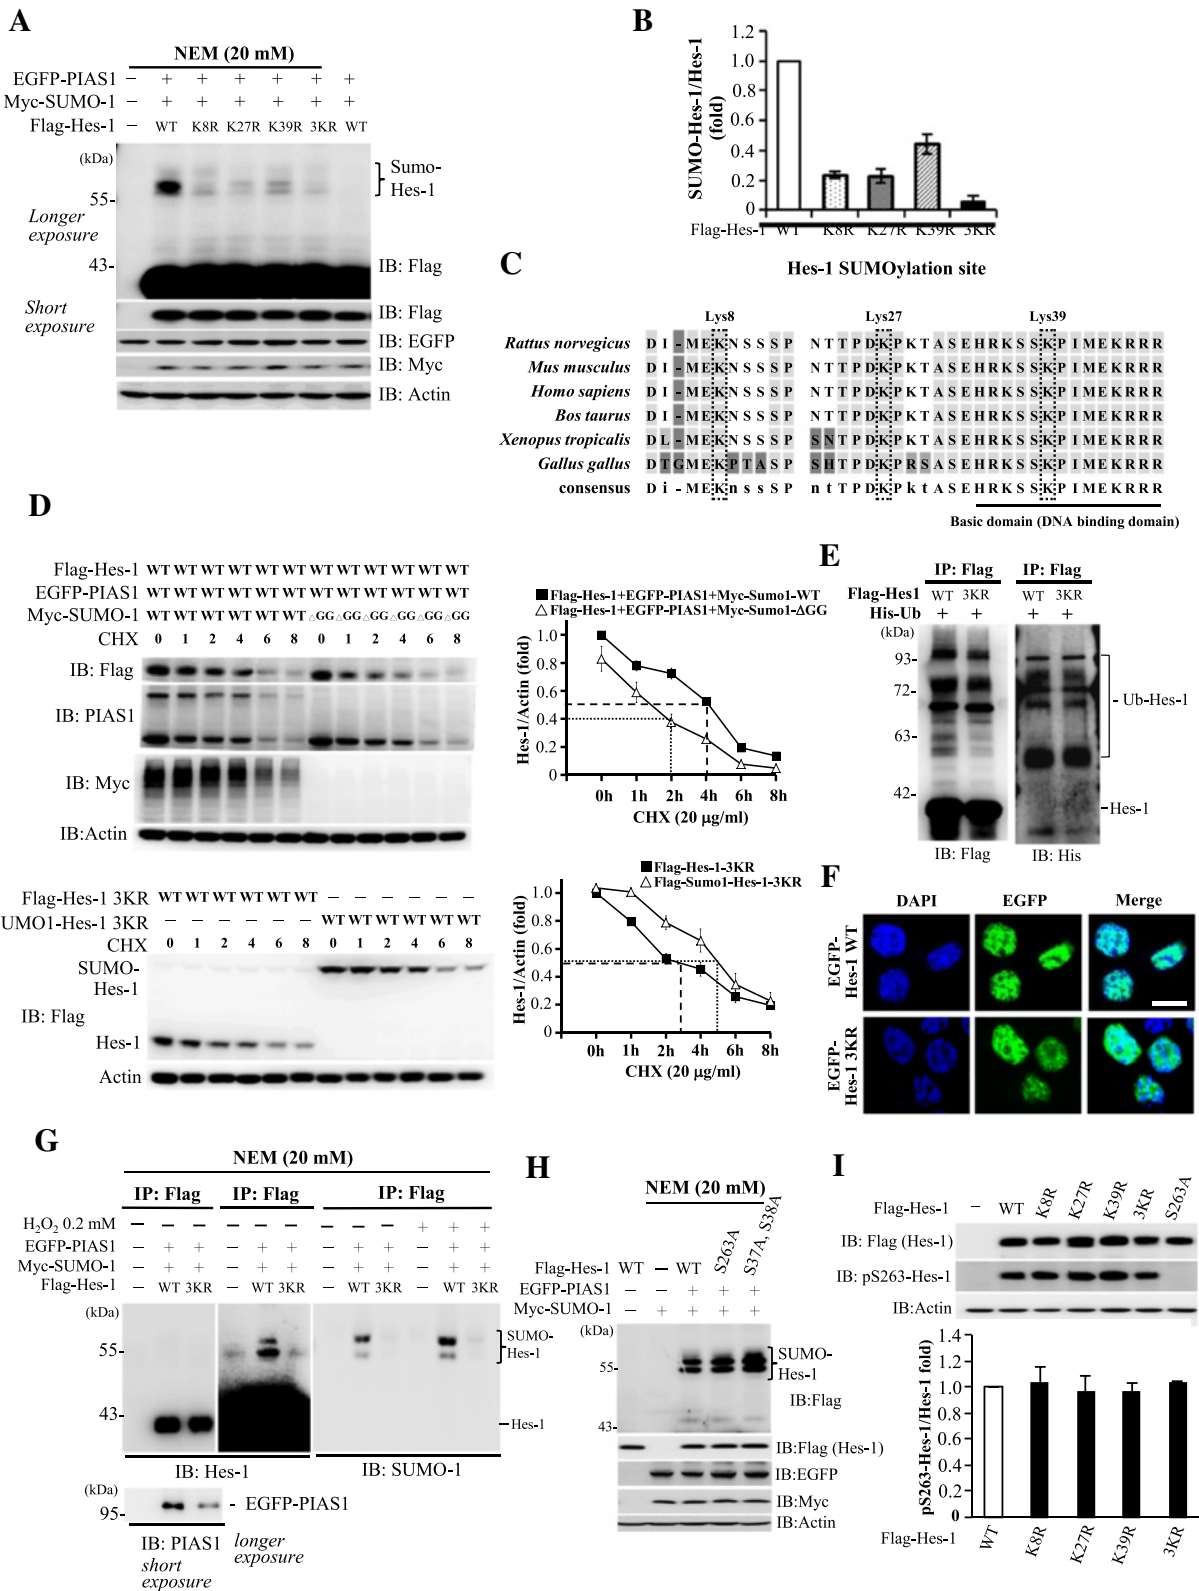 A
NEM (20 mM)
EGFP-PIAS1 – + + + + + +
Myc-SUMO-1 – + + + + + +
Flag-Hes-1 – WT K8R K27R K39R 3KR WT
(kDa)
Sumo-
Hes-1
55-
Longer
exposure
43-
IB: Flag
Short
exposure
IB: Flag
IB: EGFP
IB: Myc
IB: Actin
B
SUMO-Hes-1/Hes-1
(fold)
1.2
1.0
0.8
0.6
0.4
0.2
0
Flag-Hes-1 WT K8R K27R K39R 3KR
C
Hes-1 SUMOylation site
Lys8 Lys27 Lys39
Rattus norvegicus D I - M E K N S S S P N T T P D K P K T A S E H R K S S K P I M E K R R R
Mus musculus D I - M E K N S S S P N T T P D K P K T A S E H R K S S K P I M E K R R R
Homo sapiens D I - M E K N S S S P N T T P D K P K T A S E H R K S S K P I M E K R R R
Bos taurus D I - M E K N S S S P N T T P D K P K T A S E H R K S S K P I M E K R R R
Xenopus tropicalis D L - M E K N S S S P S N T P D K P K T A S E H R K S S K P I M E K R R R
Gallus gallus D T G M E K P T A S P S H T P D K P R S A S E H R K S S K P I M E K R R R
consensus D i - M E K n s s S P n t T P D K P k t A S E H R K S S K P I M E K R R R
Basic domain (DNA binding domain)
D
Flag-Hes-1 WT WT WT WT WT WT WT WT WT WT WT WT
EGFP-PIAS1 WT WT WT WT WT WT WT WT WT WT WT WT
Myc-SUMO-1 WT WT WT WT WT WT △GG △GG △GG △GG △GG △GG
CHX 0 1 2 4 6 8 0 1 2 4 6 8
IB: Flag
IB: PIAS1
IB: Myc
IB:Actin
Flag-Hes-1+EGFP-PIAS1+Myc-Sumo1-WT
Flag-Hes-1+EGFP-PIAS1+Myc-Sumo1-ΔGG
Hes-1/Actin (fold)
1.0
0.8
0.6
0.4
0.2
0
0h 1h 2h 4h 6h 8h
CHX (20 µg/ml)
Flag-Hes-1 3KR WT WT WT WT WT WT – – – – – –
UMO1-Hes-1 3KR – – – – – – WT WT WT WT WT WT
CHX 0 1 2 4 6 8 0 1 2 4 6 8
SUMO-
Hes-1
IB: Flag
Hes-1
Actin
Flag-Hes-1-3KR
Flag-Sumo1-Hes-1-3KR
Hes-1/Actin (fold)
1.0
0.8
0.6
0.4
0.2
0
0h 1h 2h 4h 6h 8h
CHX (20 µg/ml)
E
IP: Flag IP: Flag
Flag-Hes1 WT 3KR WT 3KR
His-Ub + + + +
(kDa)
93-
72-
63-
42-
- Ub-Hes-1
-Hes-1
IB: Flag IB: His
F
DAPI EGFP Merge
EGFP-
Hes-1 WT
EGFP-
Hes-1 3KR
G
NEM (20 mM)
IP: Flag IP: Flag IP: Flag
H2O2 0.2 mM – – – – – – – – – + + +
EGFP-PIAS1 – + + – + + – + + – + +
Myc-SUMO-1 – + + – + + – + + – + +
Flag-Hes-1 – WT 3KR – WT 3KR – WT 3KR – WT 3KR
(kDa)
55-
SUMO-
Hes-1
43-
–Hes-1
IB: Hes-1 IB: SUMO-1
(kDa)
95-
- EGFP-PIAS1
IB: PIAS1
short
exposure
longer
exposure
H
NEM (20 mM)
Flag-Hes-1 WT – WT S263A S37A, S38A
EGFP-PIAS1 – – + + +
Myc-SUMO-1 – + + + +
(kDa)
SUMO-
Hes-1
55-
IB:Flag
43-
IB:Flag (Hes-1)
IB:EGFP
IB:Myc
IB:Actin
I
Flag-Hes-1 – WT K8R K27R K39R 3KR S263A
IB: Flag (Hes-1)
IB: pS263-Hes-1
IB:Actin
pS263-Hes-1/Hes-1 fold)
1.4
1.2
1.0
0.8
0.6
0.4
0.2
0
Flag-Hes-1 WT K8R K27R K39R 3KR